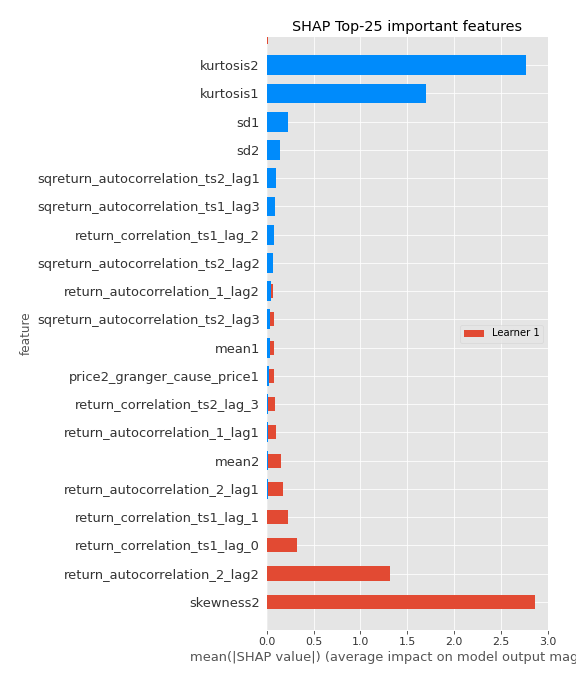 SHAP Top-25 important features
kurtosis2
kurtosis1
sd1
sd2
sqreturn_autocorrelation_ts2_lag1
sqreturn_autocorrelation_ts1_lag3
return_correlation_ts1_lag_2
sqreturn_autocorrelation_ts2_lag2
return_autocorrelation_1_lag2
sqreturn_autocorrelation_ts2_lag3
mean1
price2_granger_cause_price1
return_correlation_ts2_lag_3
return_autocorrelation_1_lag1
mean2
return_autocorrelation_2_lag1
return_correlation_ts1_lag_1
return_correlation_ts1_lag_0
return_autocorrelation_2_lag2
skewness2
feature
Learner 1
0.0 0.5 1.0 1.5 2.0 2.5 3.0
mean(|SHAP value|) (average impact on model output mag